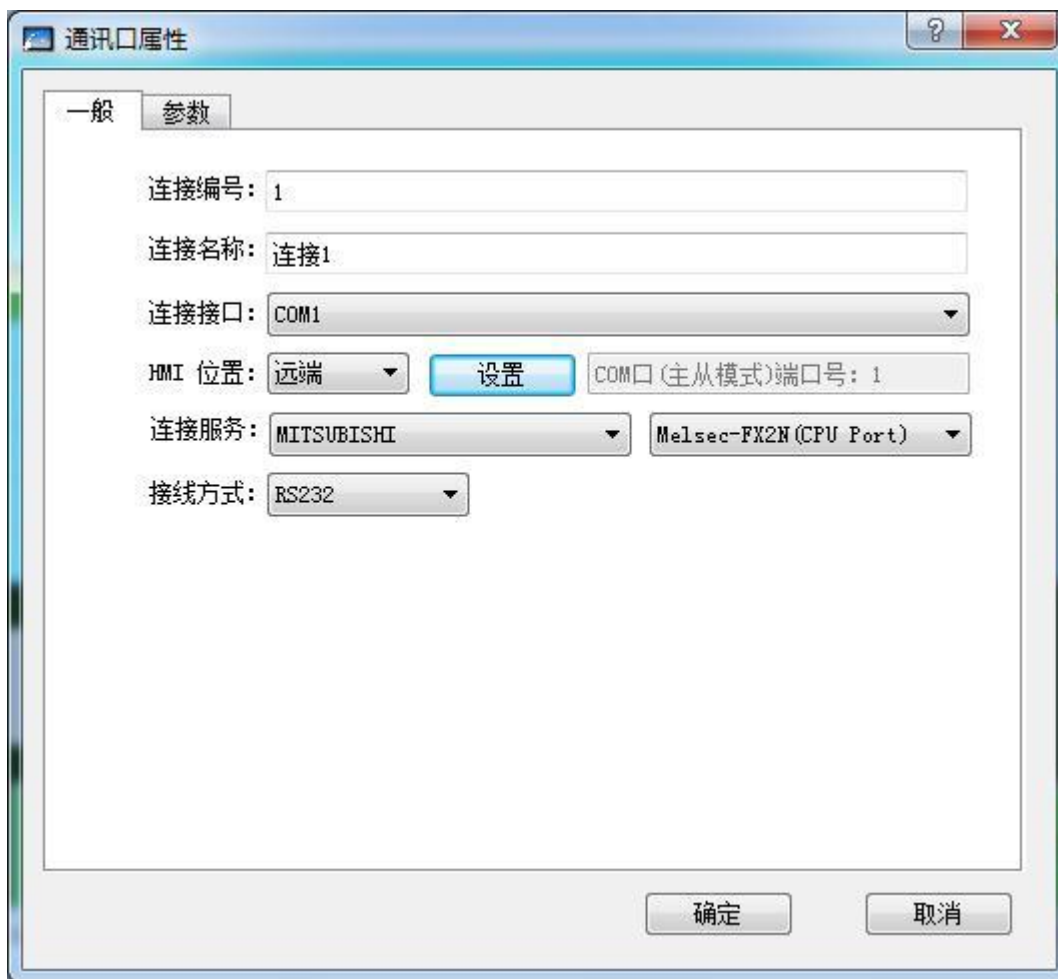 通讯口属性
一般 参数
连接编号: 1
连接名称: 连接1
连接接口: COM1
HMI 位置: 远端 设置 COM口(主从模式)端口号: 1
连接服务: MITSUBISHI Melsec-FX2N(CPU Port)
接线方式: RS232
确定 取消